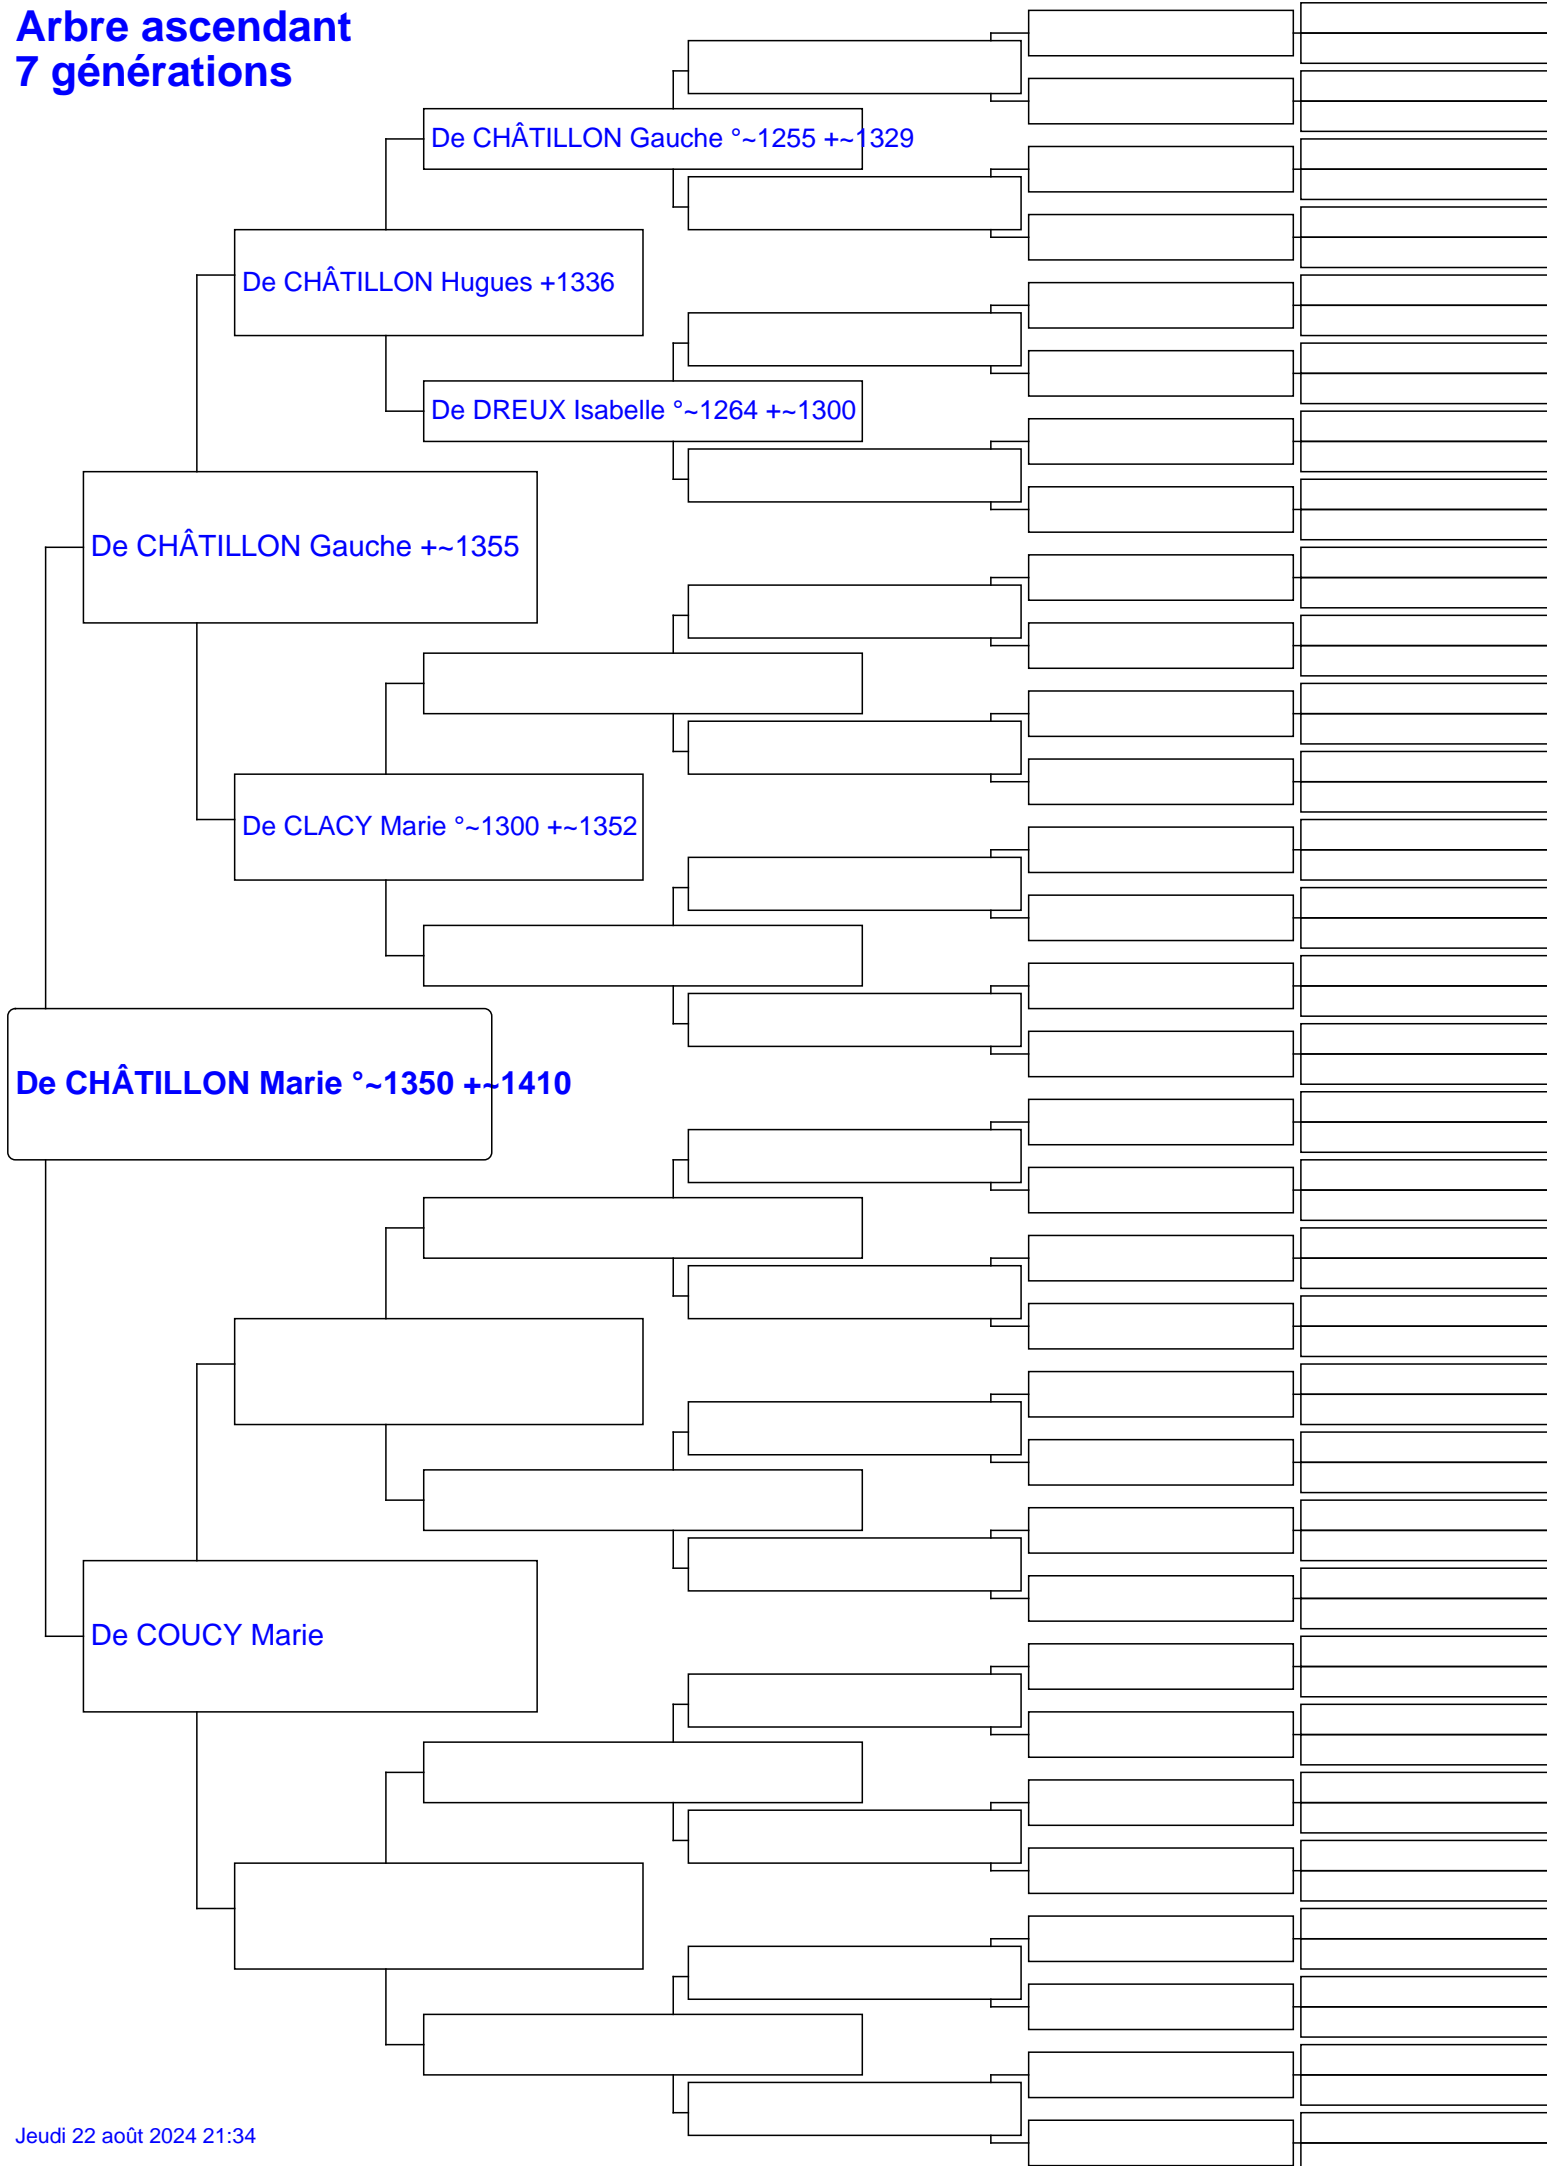 Arbre ascendant
7 générations
De CHÂTILLON Gauche °~1255 +~1329
De CHÂTILLON Hugues +1336
De DREUX Isabelle °~1264 +~1300
De CHÂTILLON Gauche +~1355
De CLACY Marie °~1300 +~1352
De CHÂTILLON Marie °~1350 +~1410
De COUCY Marie
Jeudi 22 août 2024 21:34